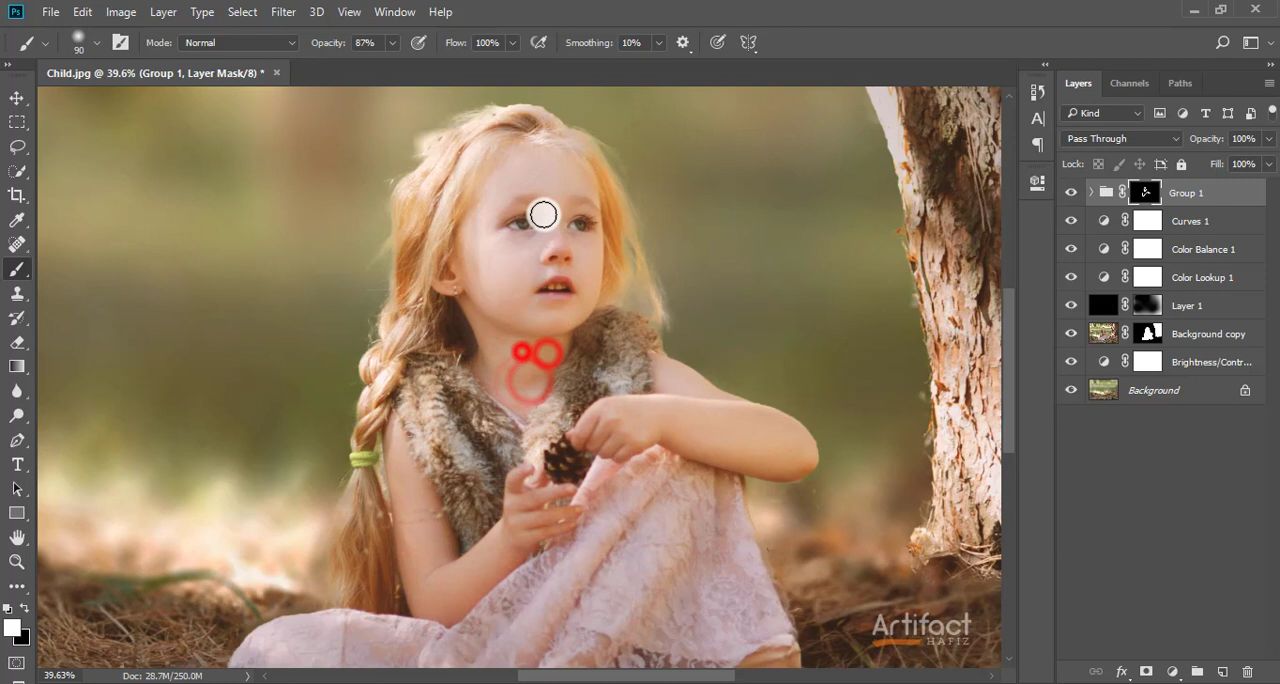 Ps File Edit Image Layer Type Select Filter 3D View Window Help
90 Mode: Normal Opacity: 87% Flow: 100% Smoothing: 10%
Child.jpg @ 39.6% (Group 1, Layer Mask/8) * ×
Layers Channels Paths
Kind
Pass Through Opacity: 100%
Lock: Fill: 100%
Group 1
Curves 1
Color Balance 1
Color Lookup 1
Layer 1
Background copy
Brightness/Contr...
Background
Artifact
HAFIZ
39.63% Doc: 28.7M/250.0M